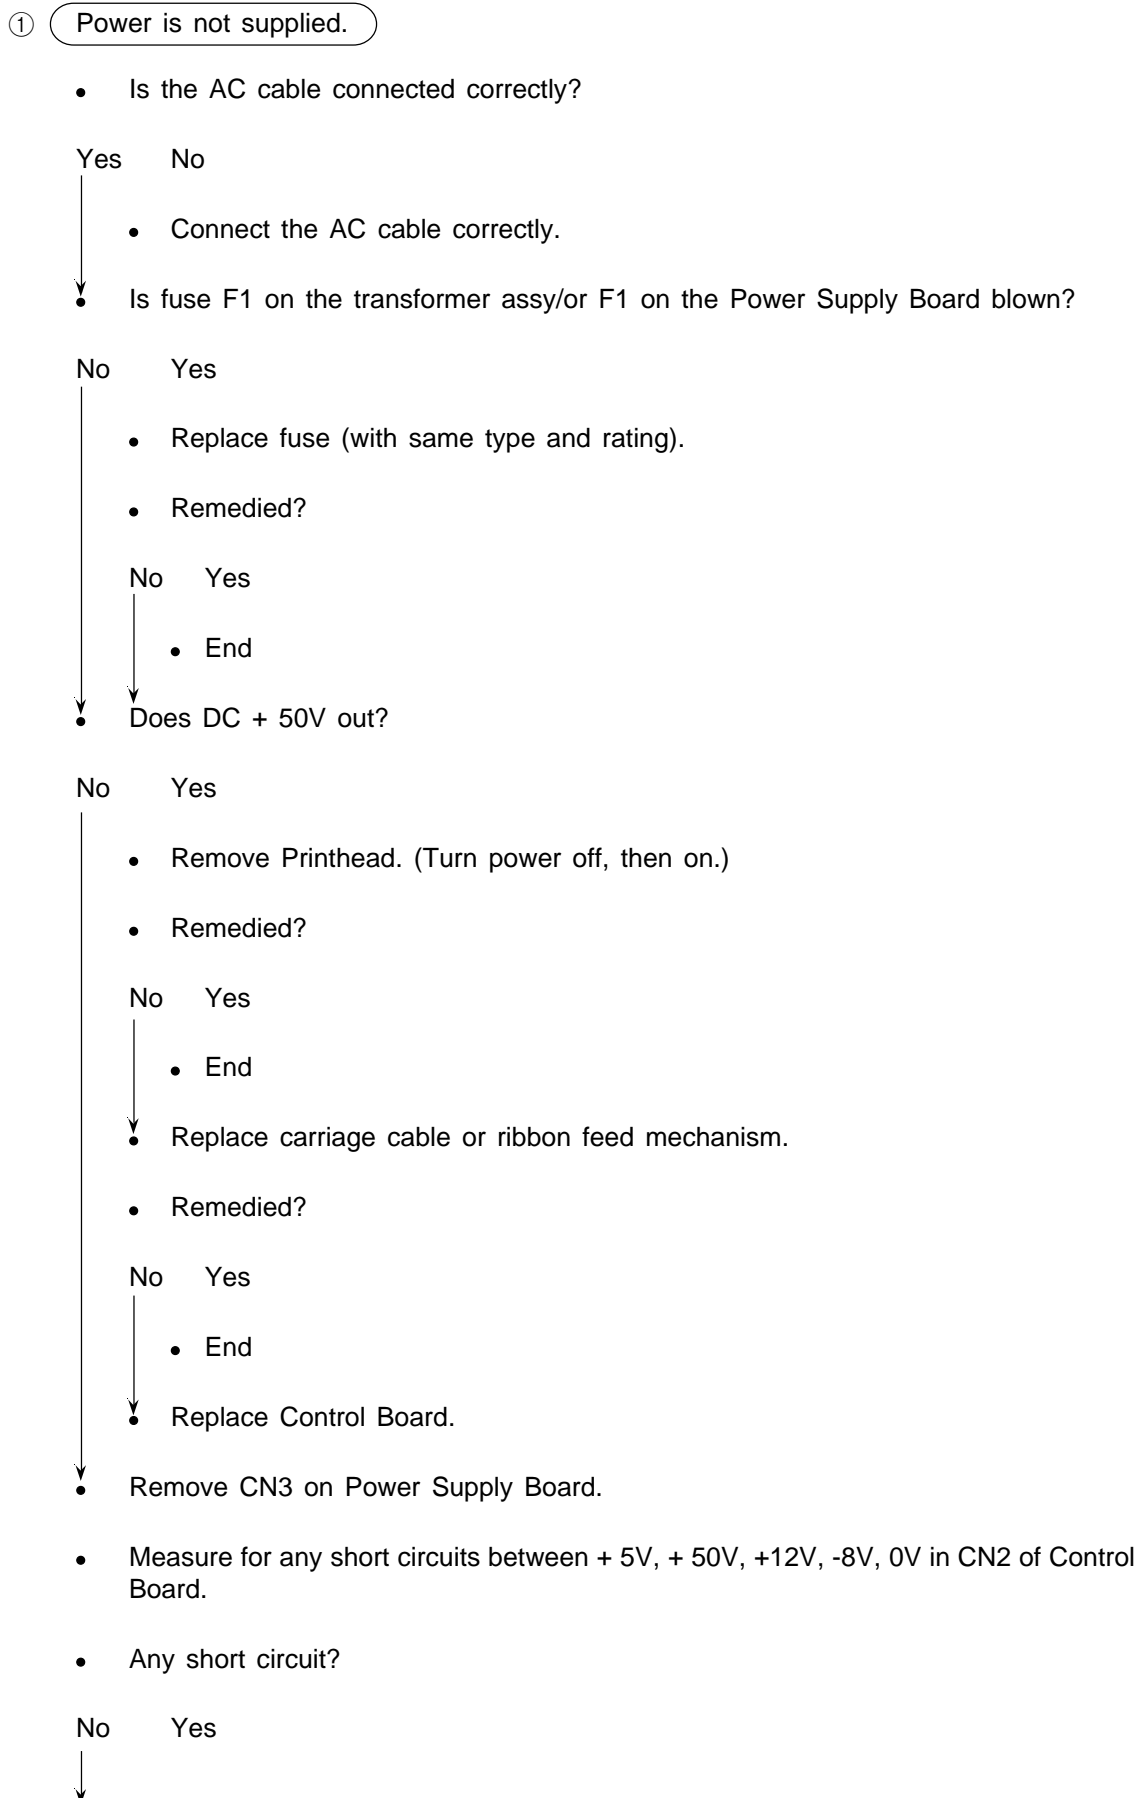 ① Power is not supplied.
● Is the AC cable connected correctly?
Yes No
● Connect the AC cable correctly.
● Is fuse F1 on the transformer assy/or F1 on the Power Supply Board blown?
No Yes
● Replace fuse (with same type and rating).
● Remedied?
No Yes
● End
● Does DC + 50V out?
No Yes
● Remove Printhead. (Turn power off, then on.)
● Remedied?
No Yes
● End
● Replace carriage cable or ribbon feed mechanism.
● Remedied?
No Yes
● End
● Replace Control Board.
● Remove CN3 on Power Supply Board.
● Measure for any short circuits between + 5V, + 50V, +12V, -8V, 0V in CN2 of Control
Board.
● Any short circuit?
No Yes